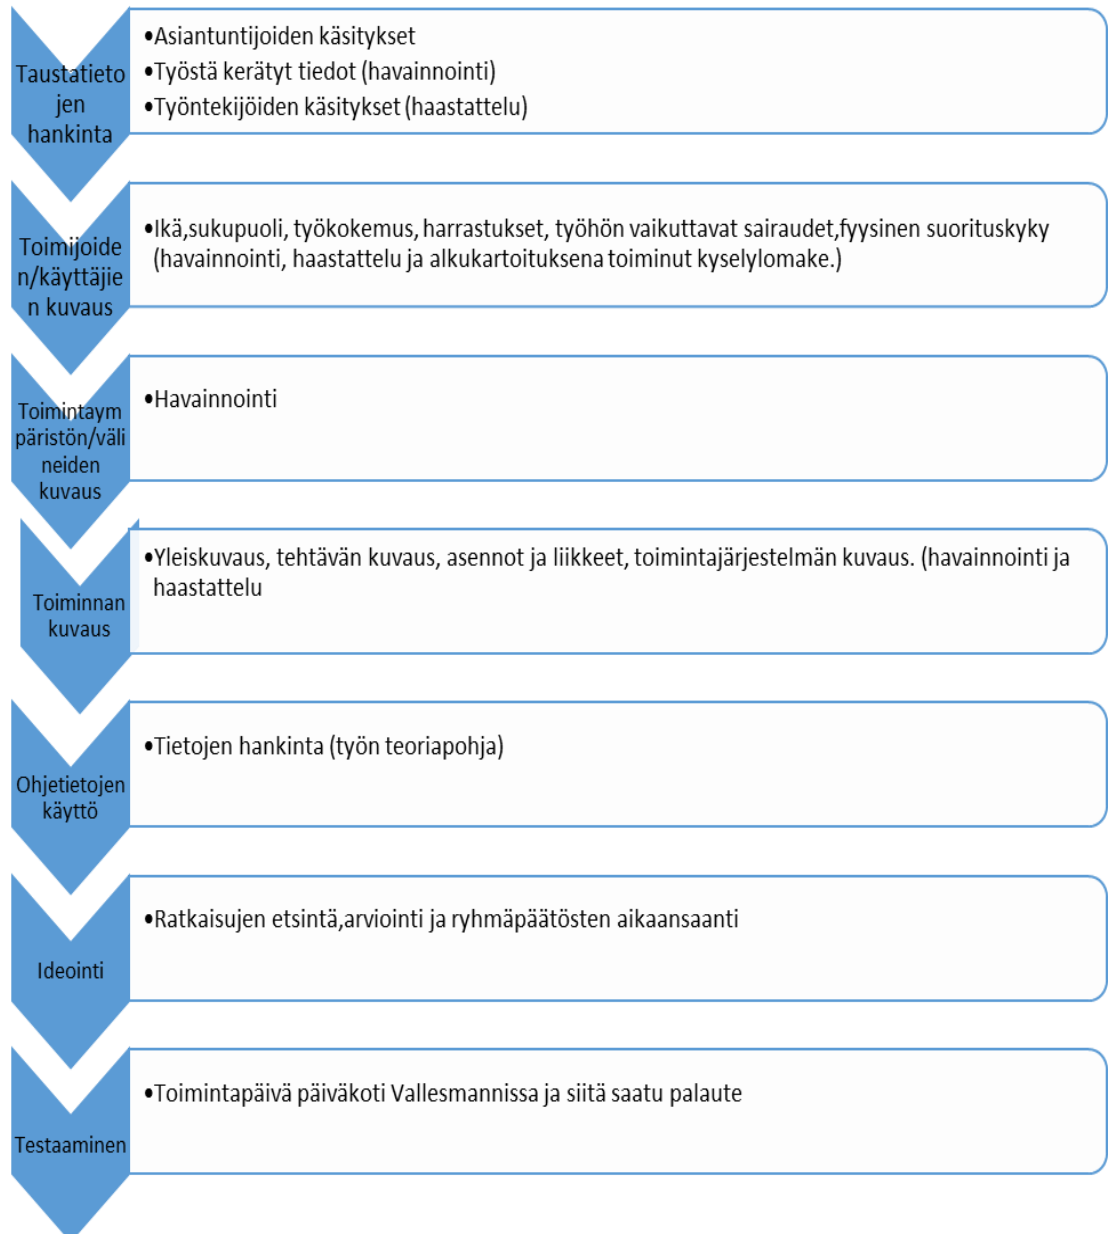 Taustatieto
jen
hankinta
•Asiantuntijoiden käsitykset
•Työstä kerätyt tiedot (havainnointi)
•Työntekijöiden käsitykset (haastattelu)
Toimijoide
n/käyttäjie
n kuvaus
•Ikä,sukupuoli, työkokemus, harrastukset, työhön vaikuttavat sairaudet,fyysinen suorituskyky
(havainnointi, haastattelu ja alkukartoituksena toiminut kyselylomake.)
Toimintaym
päristön/väli
neiden
kuvaus
•Havainnointi
Toiminnan
kuvaus
•Yleiskuvaus, tehtävän kuvaus, asennot ja liikkeet, toimintajärjestelmän kuvaus. (havainnointi ja
haastattelu
Ohjetietojen
käyttö
•Tietojen hankinta (työn teoriapohja)
Ideointi
•Ratkaisujen etsintä,arviointi ja ryhmäpäätösten aikaansaanti
Testaaminen
•Toimintapäivä päiväkoti Vallesmannissa ja siitä saatu palaute